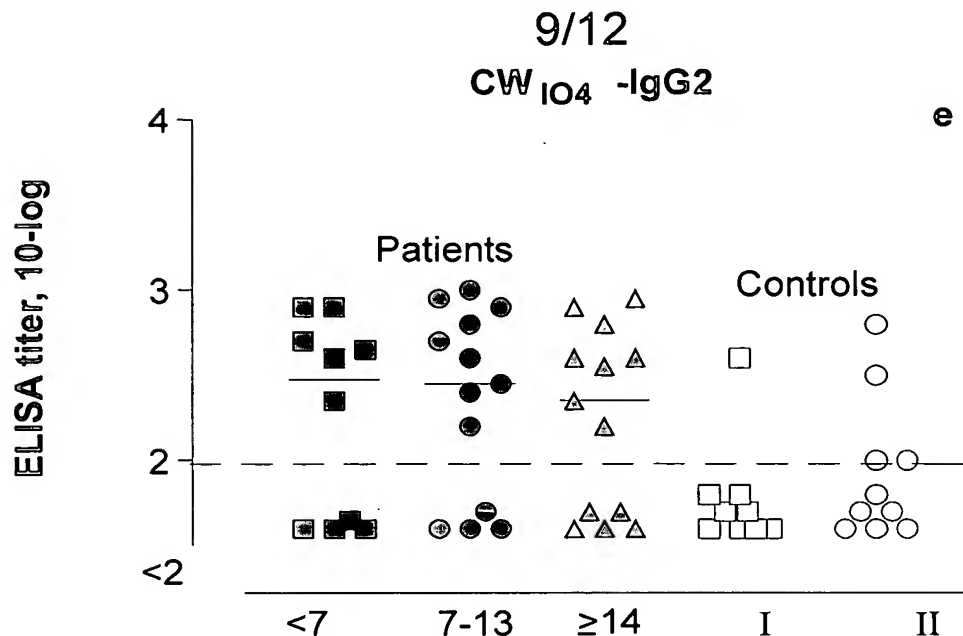 9/12
CW IO4 -IgG2
e
4
ELISA titer, 10-log
Patients
3
Controls
2
<2
<7 7-13 ≥14 I II